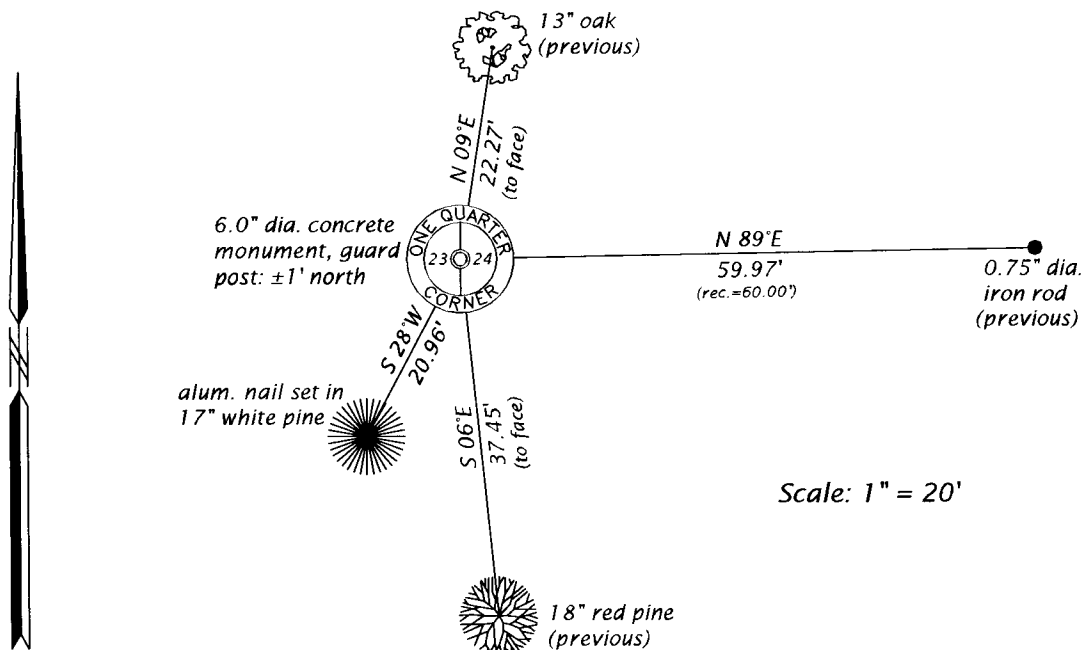 13" oak
(previous)
N 09°E
22.27'
(to face)
6.0" dia. concrete
monument, guard
post: ±1' north
ONE QUARTER
23 24
CORNER
N 89°E
59.97'
(rec.=60.00')
0.75" dia.
iron rod
(previous)
S 28°W
20.96'
alum. nail set in
17" white pine
S 06°E
37.45'
(to face)
Scale: 1" = 20'
18" red pine
(previous)